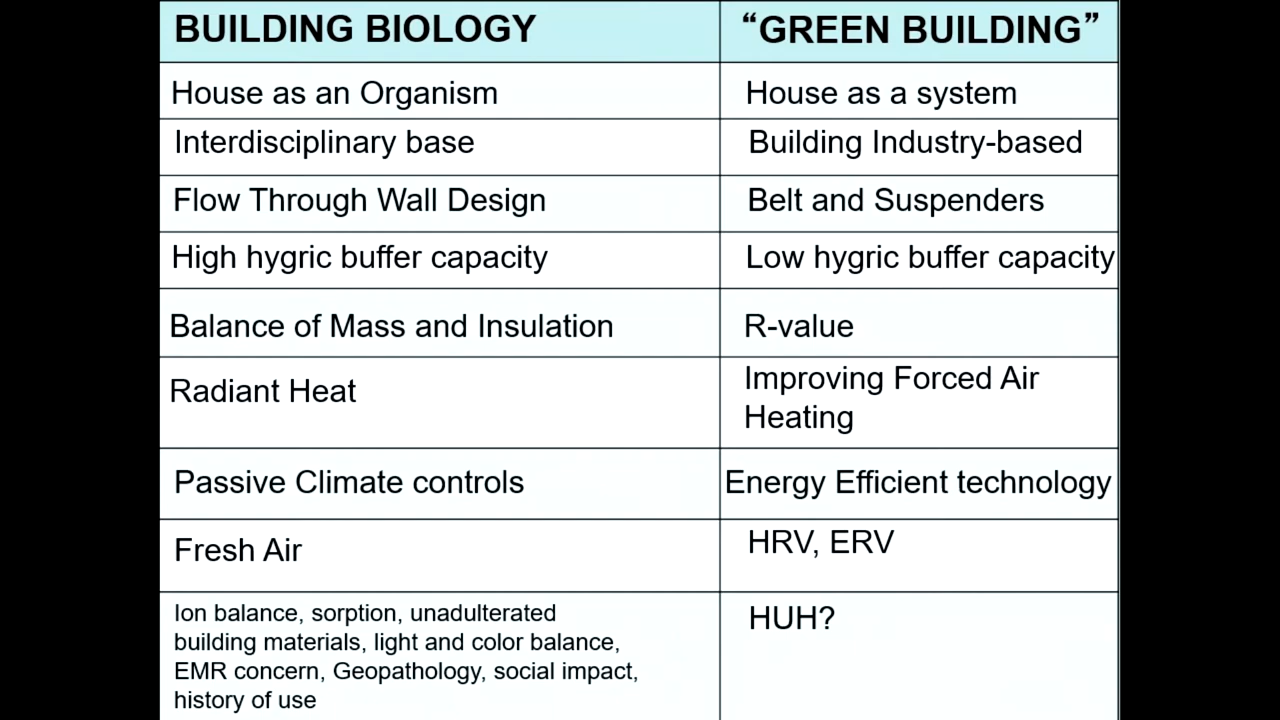 BUILDING BIOLOGY
“GREEN BUILDING”
House as an Organism
House as a system
Interdisciplinary base
Building Industry-based
Flow Through Wall Design
Belt and Suspenders
High hygric buffer capacity
Low hygric buffer capacity
Balance of Mass and Insulation
R-value
Radiant Heat
Improving Forced Air
Heating
Passive Climate controls
Energy Efficient technology
Fresh Air
HRV, ERV
Ion balance, sorption, unadulterated
building materials, light and color balance,
EMR concern, Geopathology, social impact,
history of use
HUH?